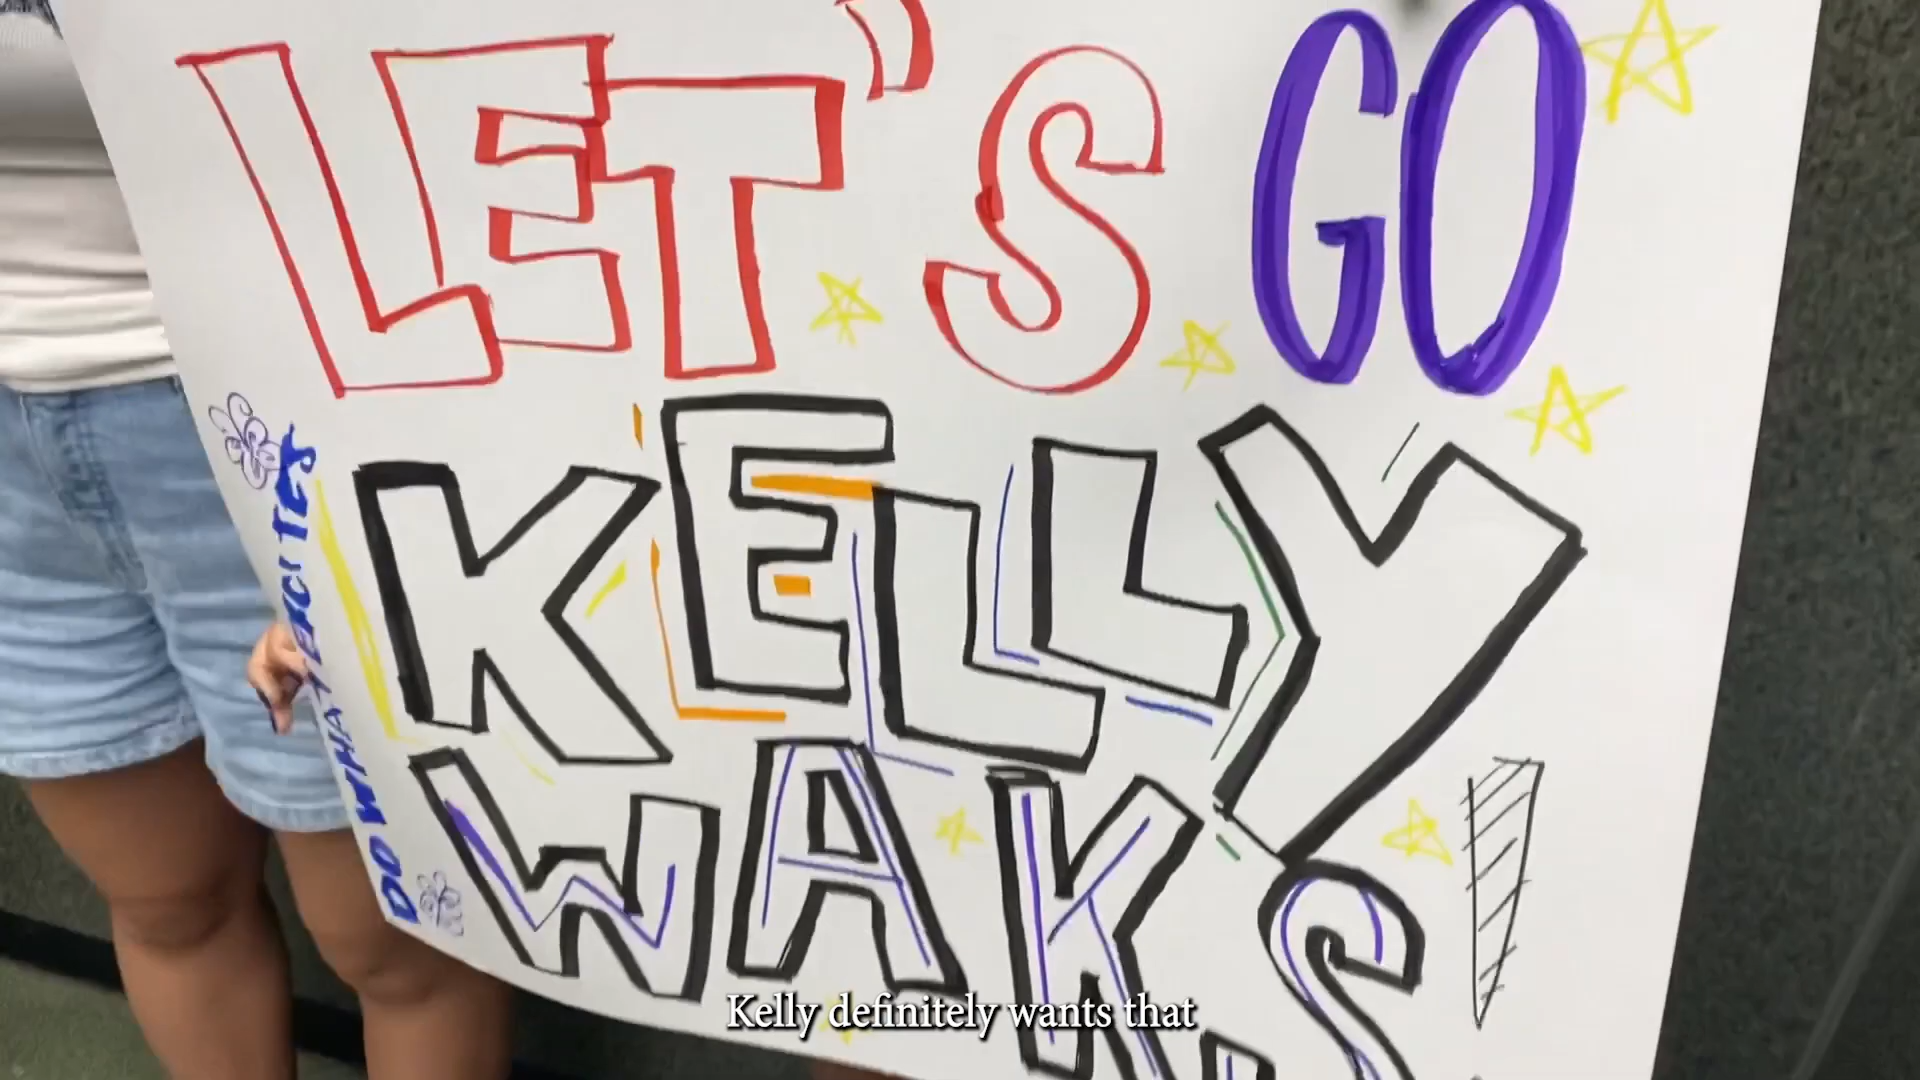 LET'S GO
KELLY
WAKS!
DO WHAT EXCITES
Kelly definitely wants that